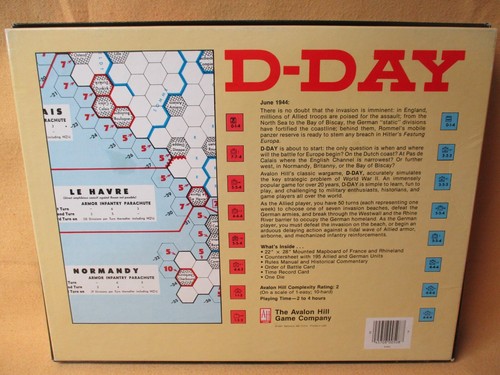 D-DAY
June 1944:
There is no doubt that the invasion is imminent; in England,
millions of Allied troops are poised for the assault, from the
North Sea to the Bay of Biscay, the German "static" divisions
have fortified the coastline; behind them, Rommel's mobile
panzer reserve is ready to stem any breach in Hitler's Festung
Europa.
D-DAY is about to start: the only question is when and where
will the battle for Europe begin? On the Dutch coast? At Pas de
Calais where the English Channel is narrowest? Or further
west, in Normandy, Britanny, or the Bay of Biscay?
Avalon Hill's classic wargame, D-DAY, accurately simulates
the key strategic problem of World War II. An immensely
popular game for over 20 years, D-DAY is simple to learn, fun to
play, and challenging to military enthusiasts, historians, and
game players all over the world.
As the Allied player, you have 50 turns (each representing one
week) to choose one of seven invasion beaches, defeat the
German armies, and break through the Westwall and the Rhine
River barrier to occupy the German homeland. As the German
player, you must defeat the invasion on the beach, or begin an
arduous delaying action against a tidal wave of Allied armor,
airborne, and mechanized infantry reinforcements.
What's Inside . . .
• 22" × 28" Mounted Mapboard of France and Rhineland
• Countersheet with 195 Allied and German Units
• Rules Manual and Historical Commentary
• Order of Battle Card
• Time Record Card
• One Die
Avalon Hill Complexity Rating: 2
(On a scale of 1-easy; 10-hard)
Playing Time—2 to 4 hours
The Avalon Hill
Game Company
AIS
PARACHUTE
LE HAVRE
ARMOR INFANTRY PARACHUTE
NORMANDY
ARMOR INFANTRY PARACHUTE